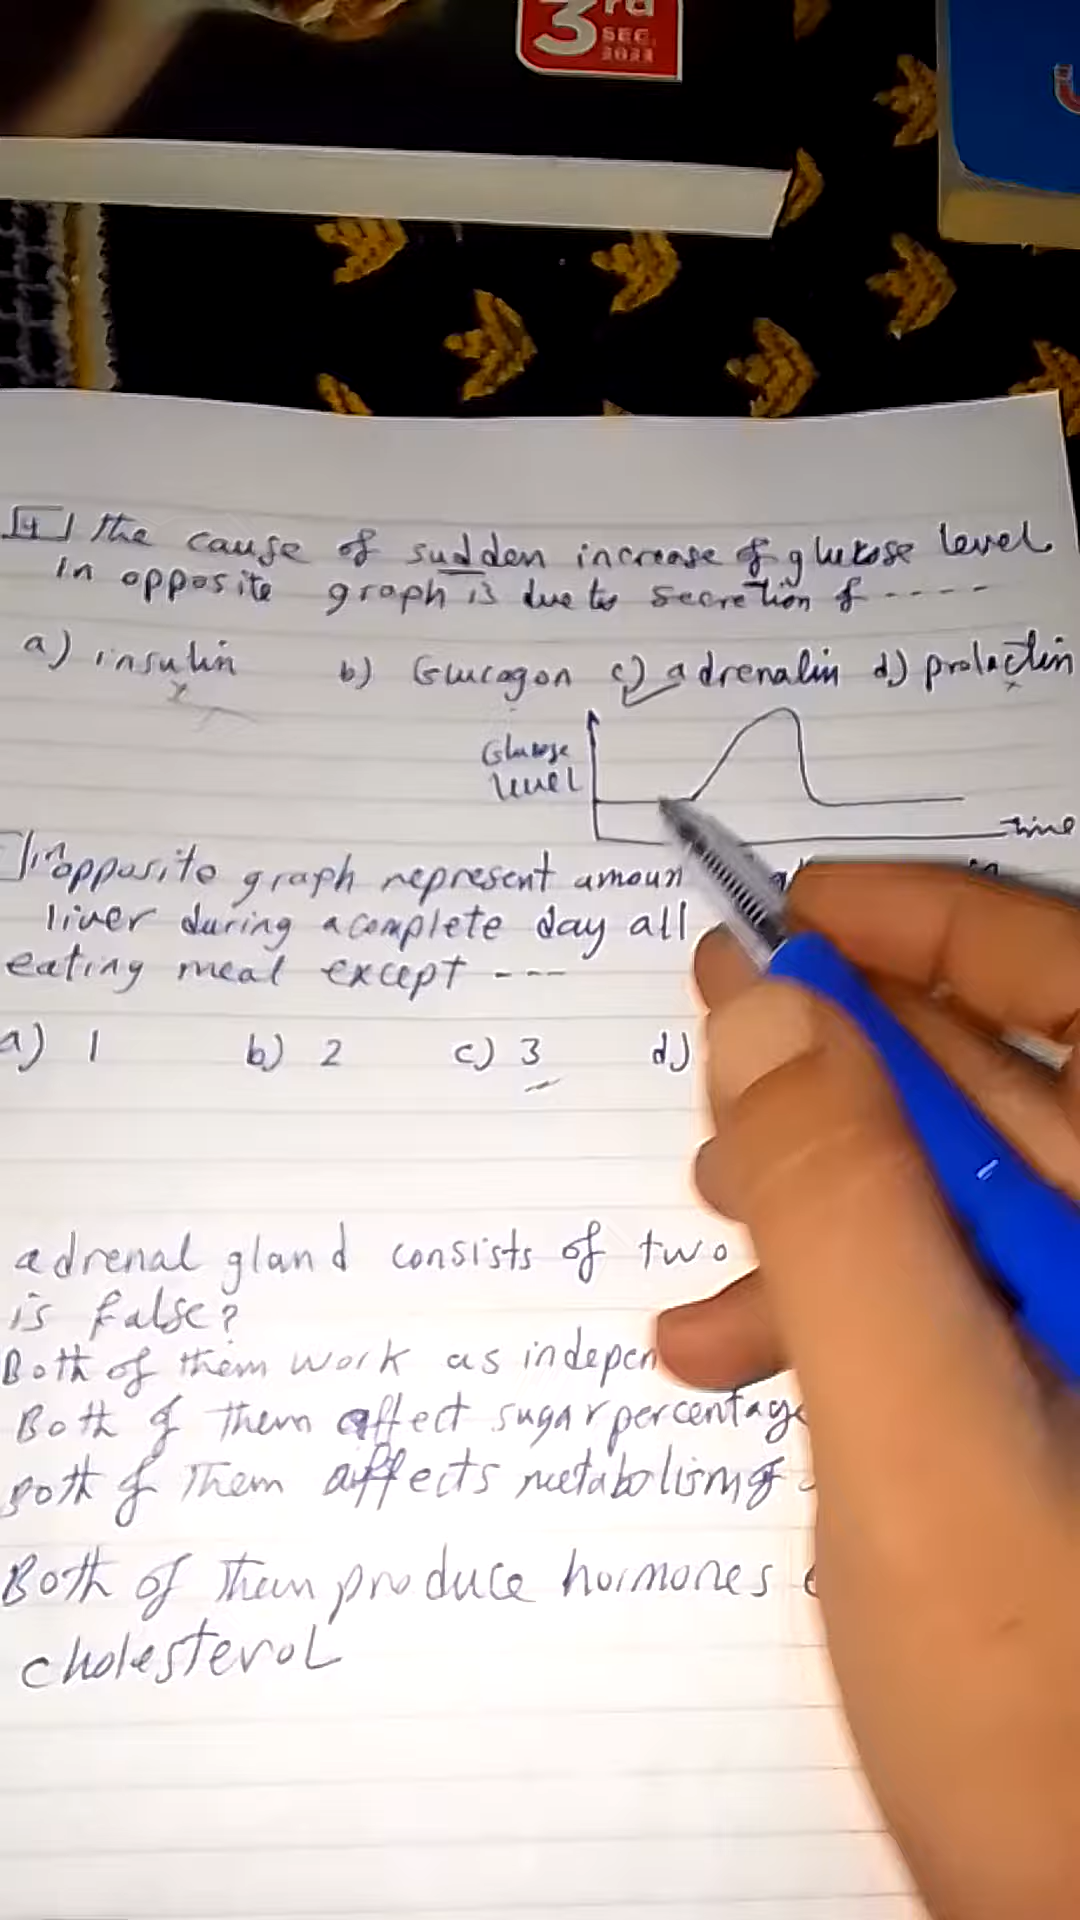 3rd
SEC.
2023
4 the cause of sudden increase of glucose level
in opposite graph is due to secretion of -----
a) insulin b) Glucagon c) adrenalin d) prolactin
Glucose
level
time
in opposite graph represent amoun
liver during a complete day all
eating meal except ---
a) 1 b) 2 c) 3 d)
adrenal gland consists of two
is false?
Both of them work as indepen
Both of them affect sugar percentage
Both of them affects metabolism of
Both of them produce hormones
cholesterol